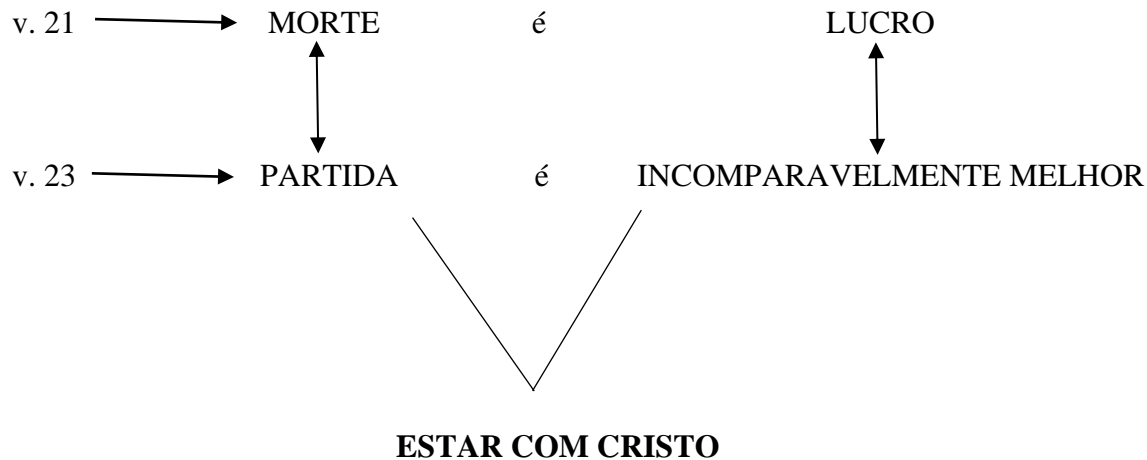 v. 21 MORTE é LUCRO
v. 23 PARTIDA é INCOMPARAVELMENTE MELHOR
ESTAR COM CRISTO